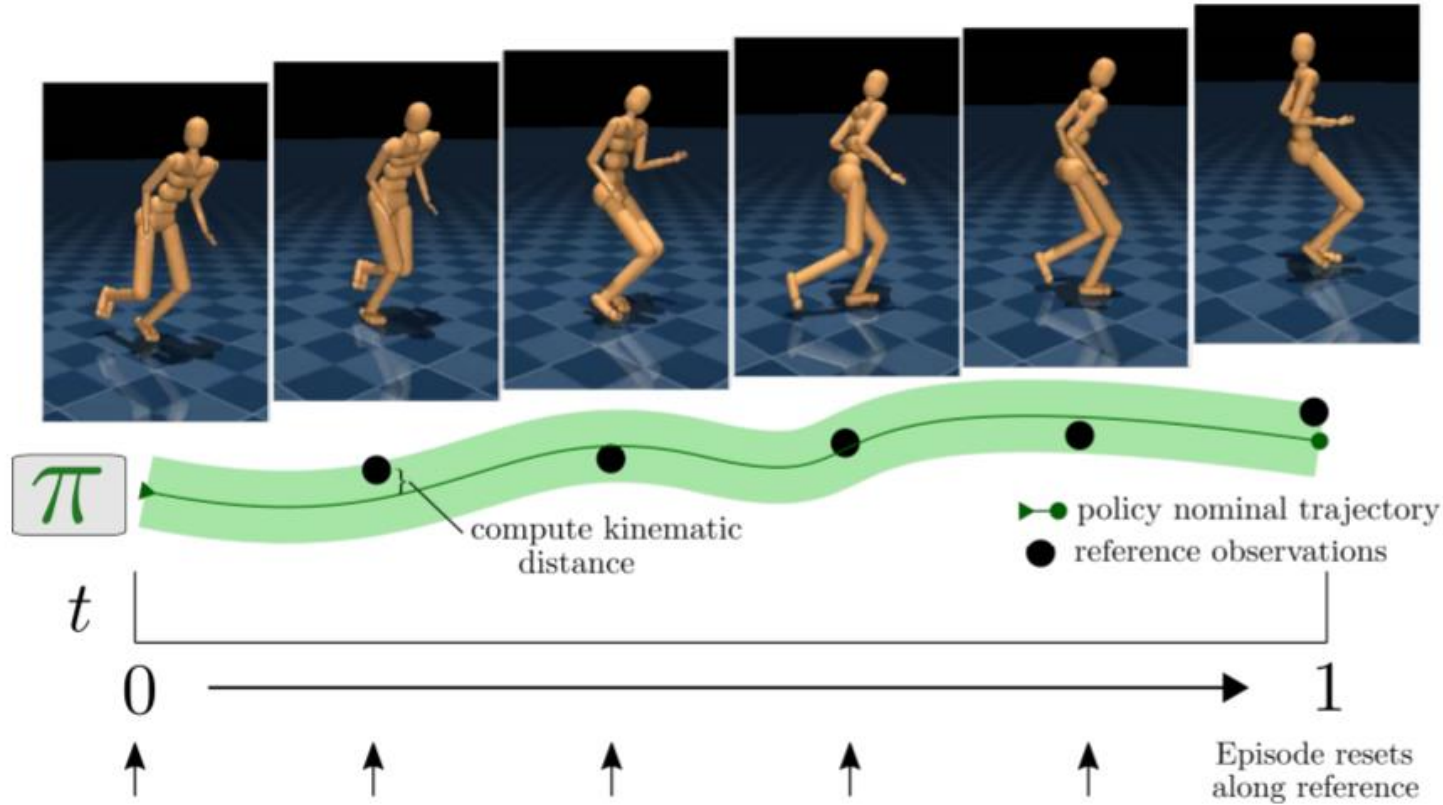 π
compute kinematic
distance
policy nominal trajectory
reference observations
t
0
1
Episode resets
along reference